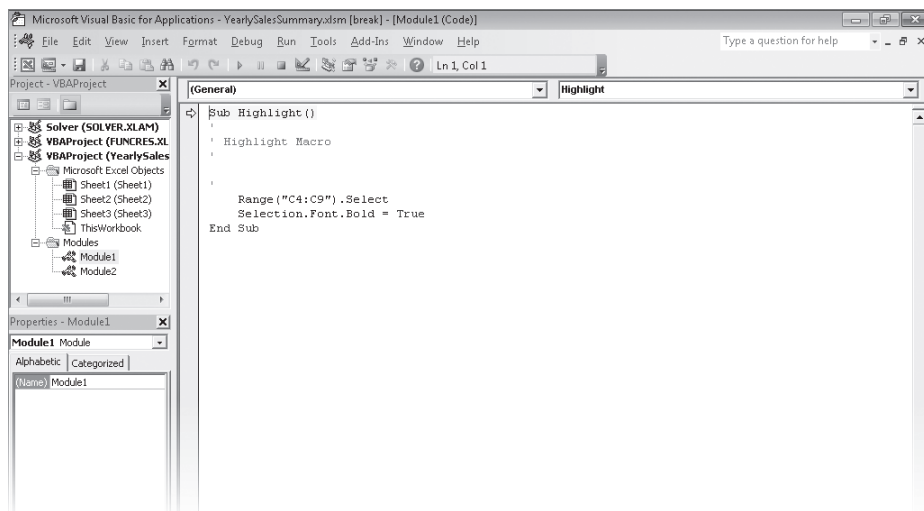 Microsoft Visual Basic for Applications - YearlySalesSummary.xlsm [break] - [Module1 (Code)]
File Edit View Insert Format Debug Run Tools Add-Ins Window Help
Type a question for help
Ln 1, Col 1
Project - VBAProject
Solver (SOLVER.XLAM)
VBAProject (FUNCRES.XL
VBAProject (YearlySales
Microsoft Excel Objects
Sheet1 (Sheet1)
Sheet2 (Sheet2)
Sheet3 (Sheet3)
ThisWorkbook
Modules
Module1
Module2
Properties - Module1
Module1 Module
Alphabetic Categorized
(Name) Module1
(General)
Highlight
Sub Highlight()
'
' Highlight Macro
'
'
Range("C4:C9").Select
Selection.Font.Bold = True
End Sub